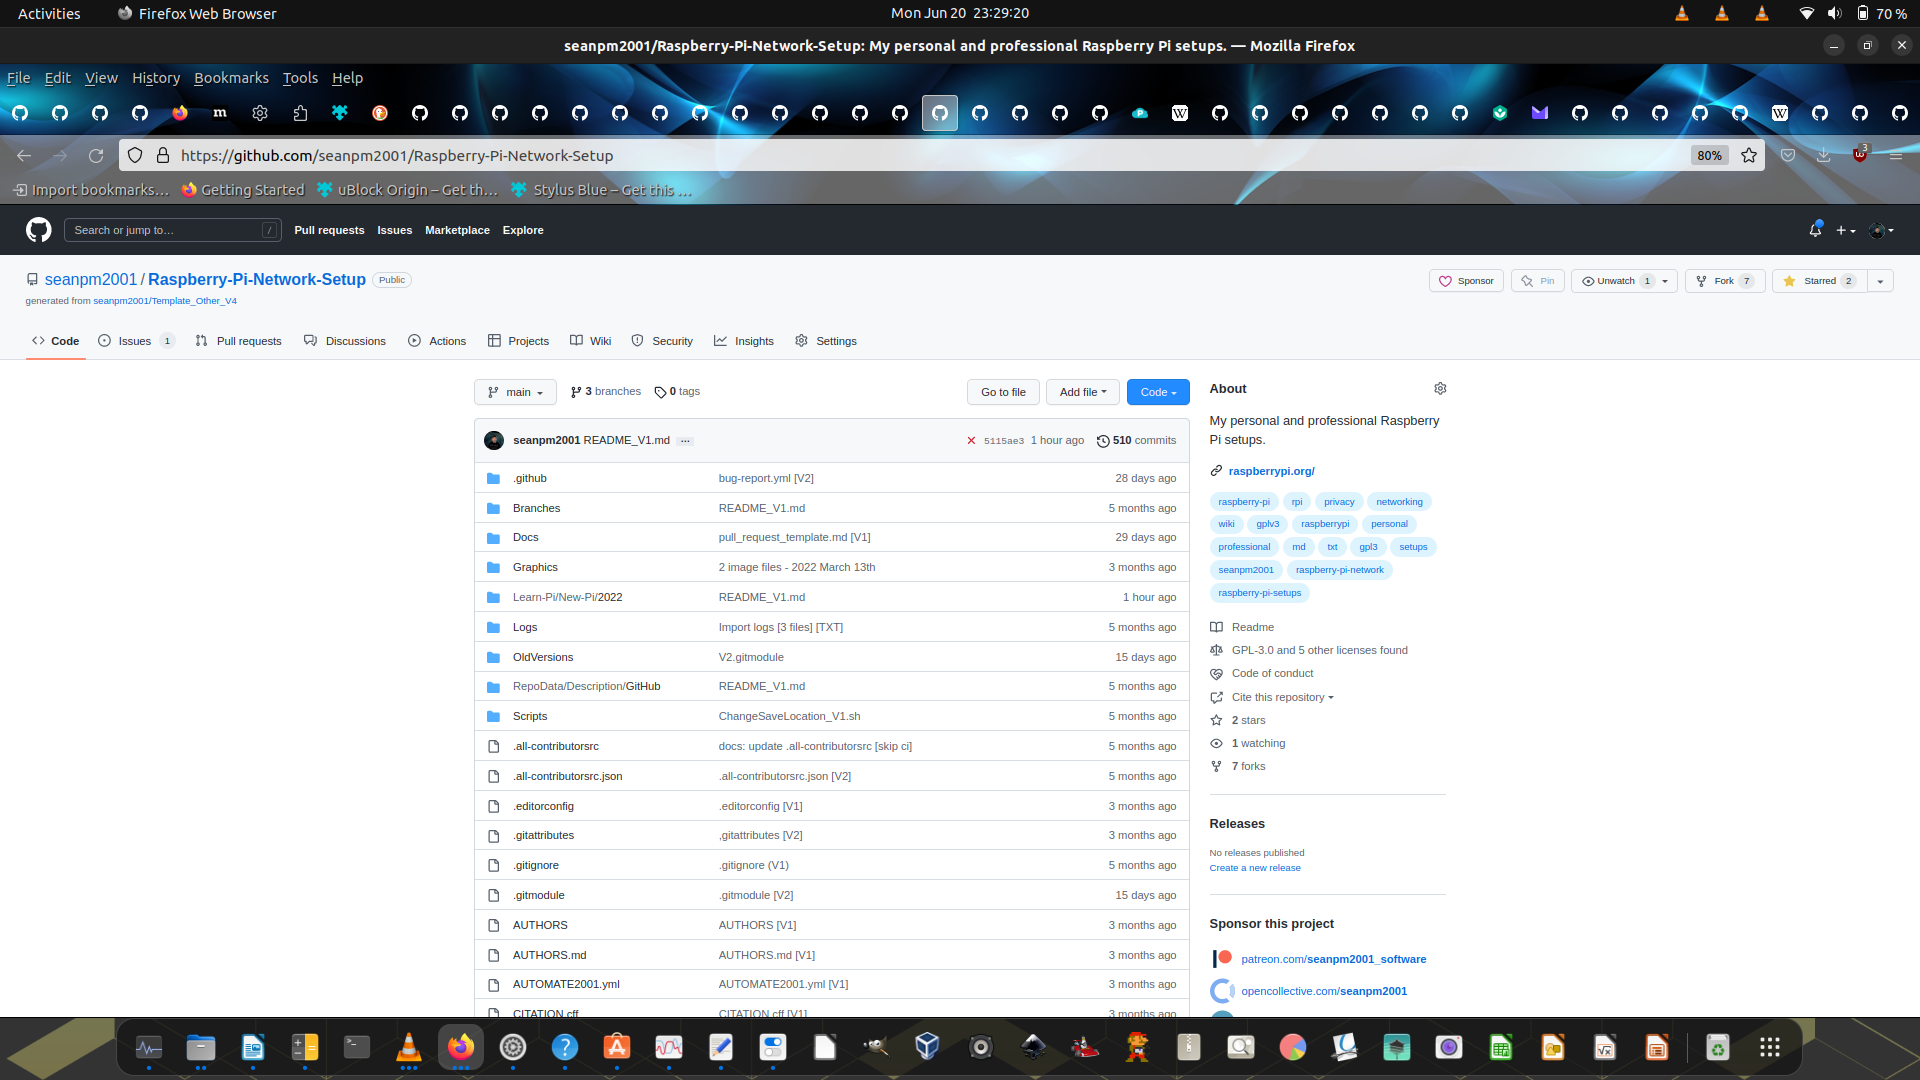 Activities Firefox Web Browser Mon Jun 20 23:29:20 70 %
seanpm2001/Raspberry-Pi-Network-Setup: My personal and professional Raspberry Pi setups. — Mozilla Firefox
File Edit View History Bookmarks Tools Help
https://github.com/seanpm2001/Raspberry-Pi-Network-Setup 80% 3
Import bookmarks… Getting Started uBlock Origin – Get th… Stylus Blue – Get this …
Search or jump to… / Pull requests Issues Marketplace Explore
seanpm2001 / Raspberry-Pi-Network-Setup Public Sponsor Pin Unwatch 1 Fork 7 Starred 2
generated from seanpm2001/Template_Other_V4
Code Issues 1 Pull requests Discussions Actions Projects Wiki Security Insights Settings
main 3 branches 0 tags Go to file Add file Code
seanpm2001 README_V1.md ... 5115ae3 1 hour ago 510 commits
.github bug-report.yml [V2] 28 days ago
Branches README_V1.md 5 months ago
Docs pull_request_template.md [V1] 29 days ago
Graphics 2 image files - 2022 March 13th 3 months ago
Learn-Pi/New-Pi/2022 README_V1.md 1 hour ago
Logs Import logs [3 files] [TXT] 5 months ago
OldVersions V2.gitmodule 15 days ago
RepoData/Description/GitHub README_V1.md 5 months ago
Scripts ChangeSaveLocation_V1.sh 5 months ago
.all-contributorsrc docs: update .all-contributorsrc [skip ci] 5 months ago
.all-contributorsrc.json .all-contributorsrc.json [V2] 5 months ago
.editorconfig .editorconfig [V1] 3 months ago
.gitattributes ,gitattributes [V2] 3 months ago
.gitignore .gitignore (V1) 5 months ago
.gitmodule .gitmodule [V2] 15 days ago
AUTHORS AUTHORS [V1] 3 months ago
AUTHORS.md AUTHORS.md [V1] 3 months ago
AUTOMATE2001.yml AUTOMATE2001.yml [V1] 3 months ago
CITATION.cff CITATION.cff [V1] 3 months ago
About
My personal and professional Raspberry
Pi setups.
raspberrypi.org/
raspberry-pi rpi privacy networking
wiki gplv3 raspberrypi personal
professional md txt gpl3 setups
seanpm2001 raspberry-pi-network
raspberry-pi-setups
Readme
GPL-3.0 and 5 other licenses found
Code of conduct
Cite this repository
2 stars
1 watching
7 forks
Releases
No releases published
Create a new release
Sponsor this project
patreon.com/seanpm2001_software
opencollective.com/seanpm2001